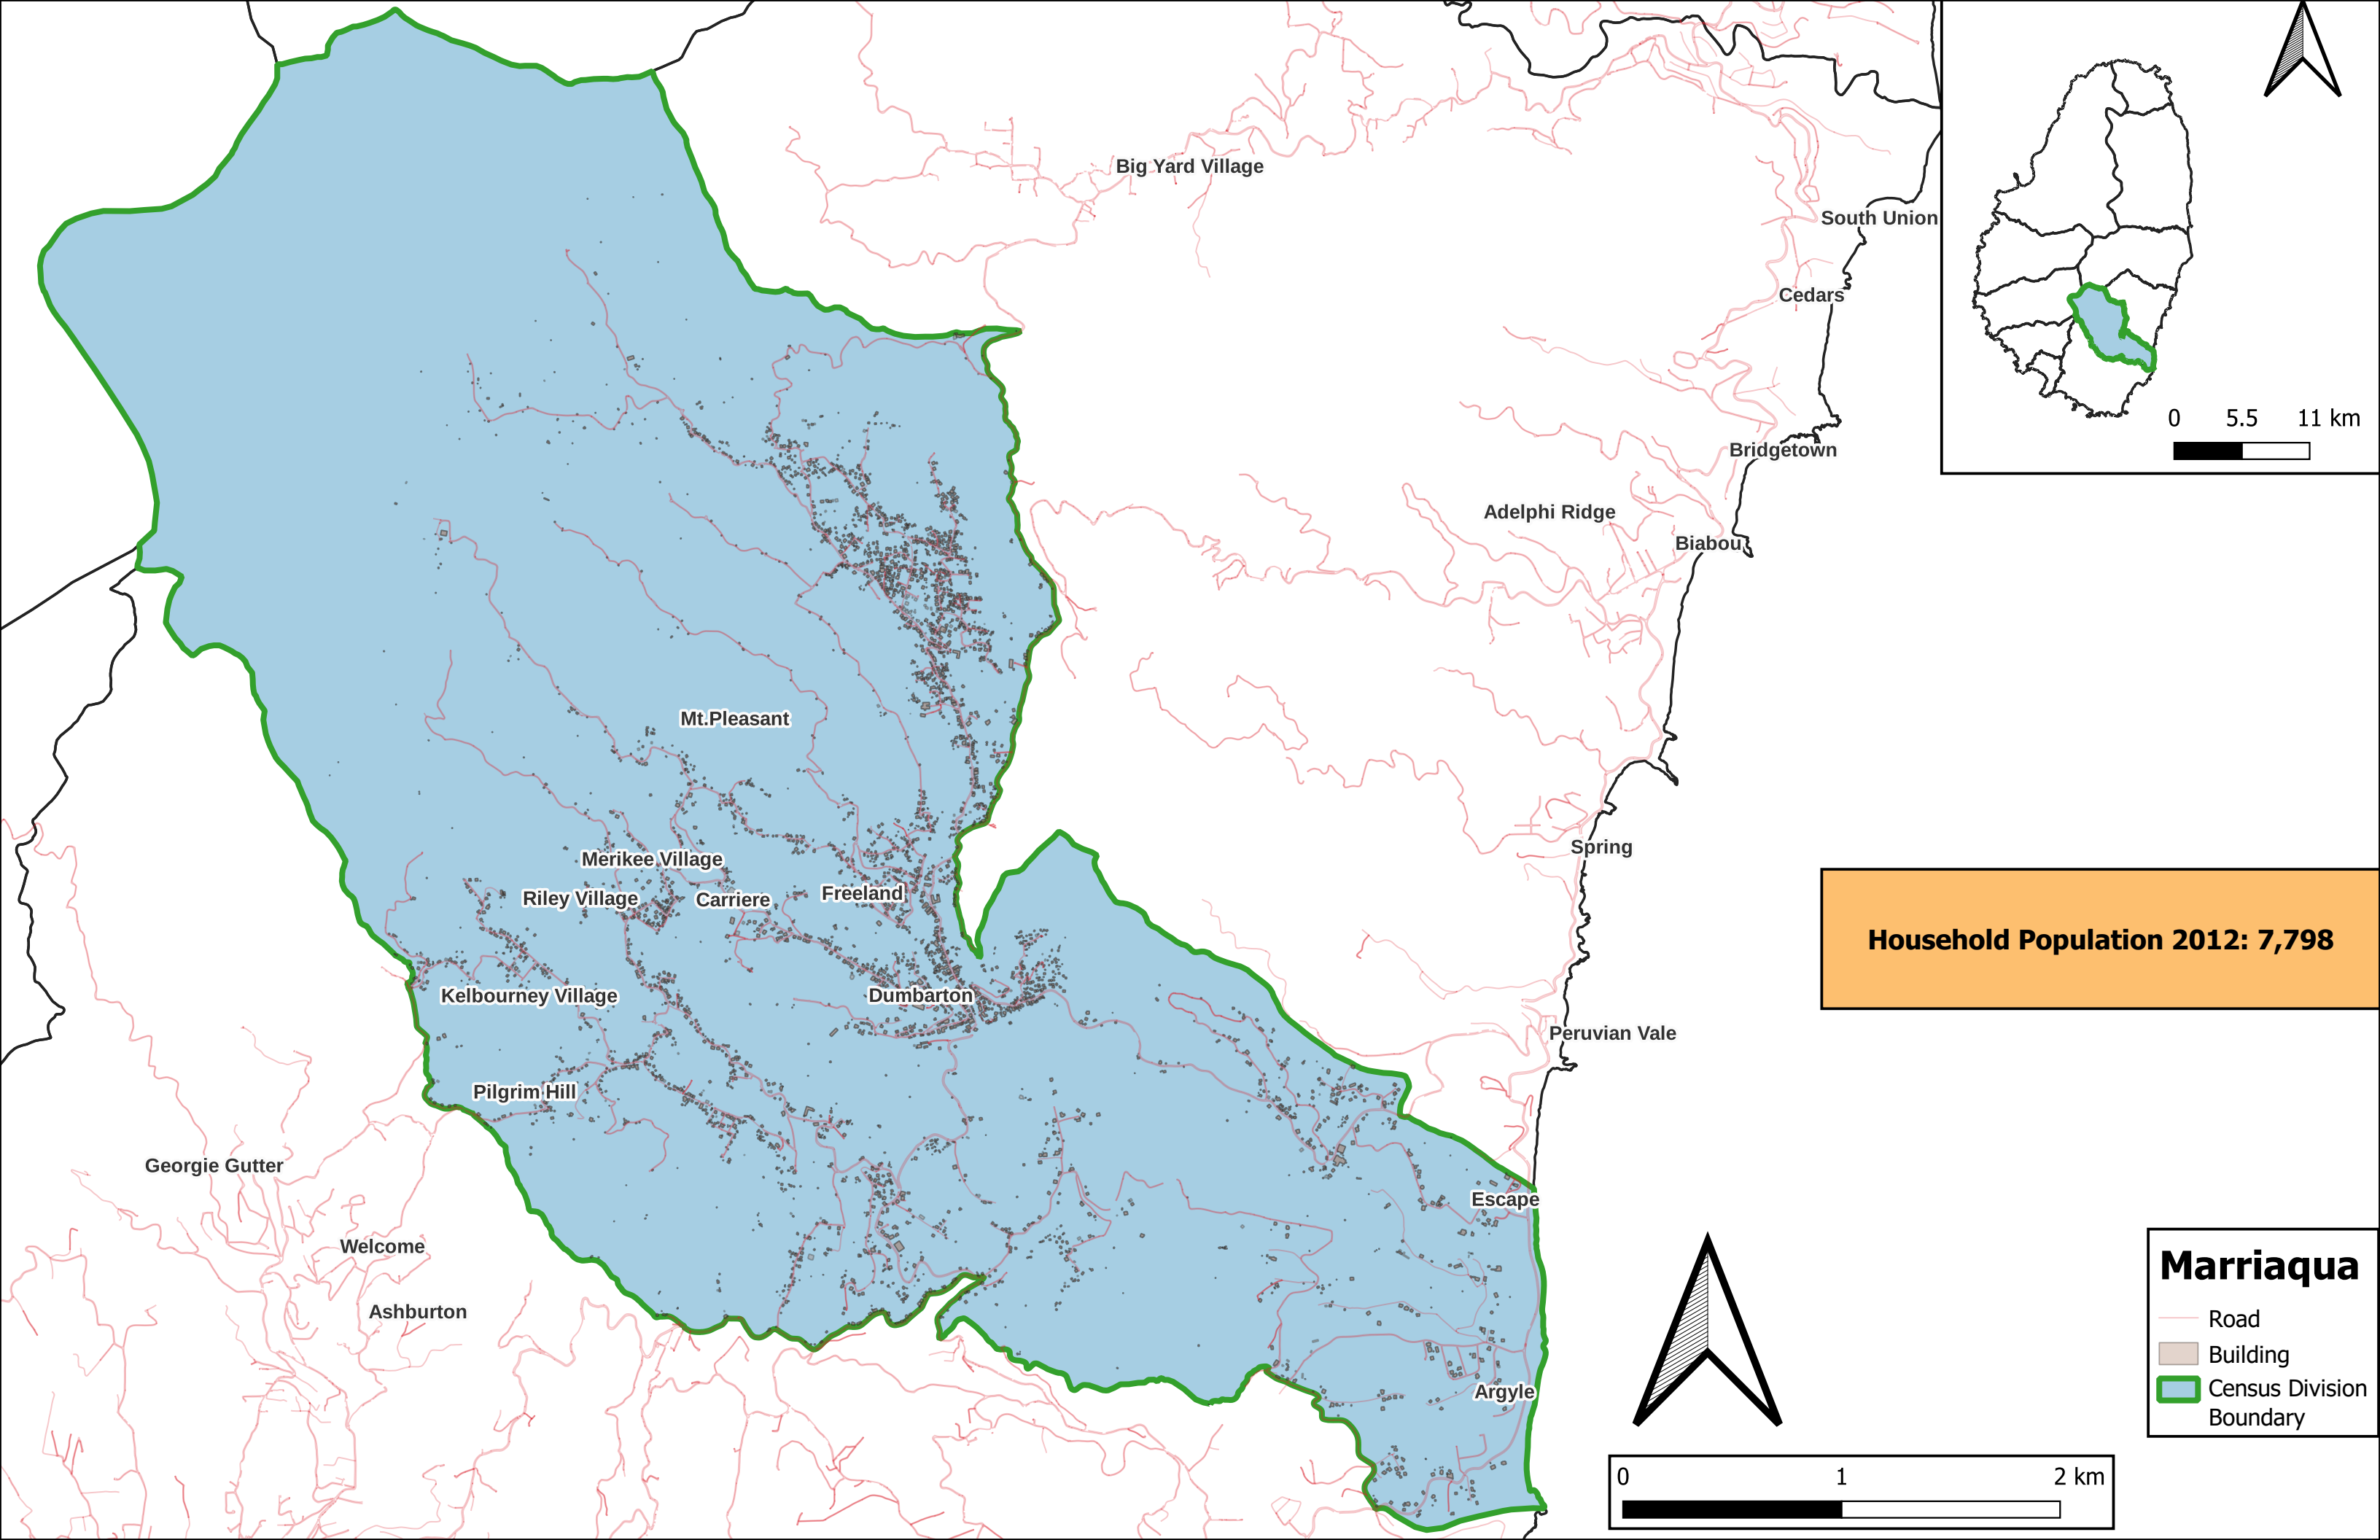 Big Yard Village
South Union
Cedars
0 5.5 11 km
Bridgetown
Adelphi Ridge
Biabou
Mt.Pleasant
Spring
Merikee Village
Riley Village
Carriere
Freeland
Household Population 2012: 7,798
Kelbourney Village
Dumbarton
Peruvian Vale
Pilgrim Hill
Georgie Gutter
Escape
Welcome
Ashburton
Argyle
Marriaqua
Road
Building
Census Division
Boundary
0 1 2 km